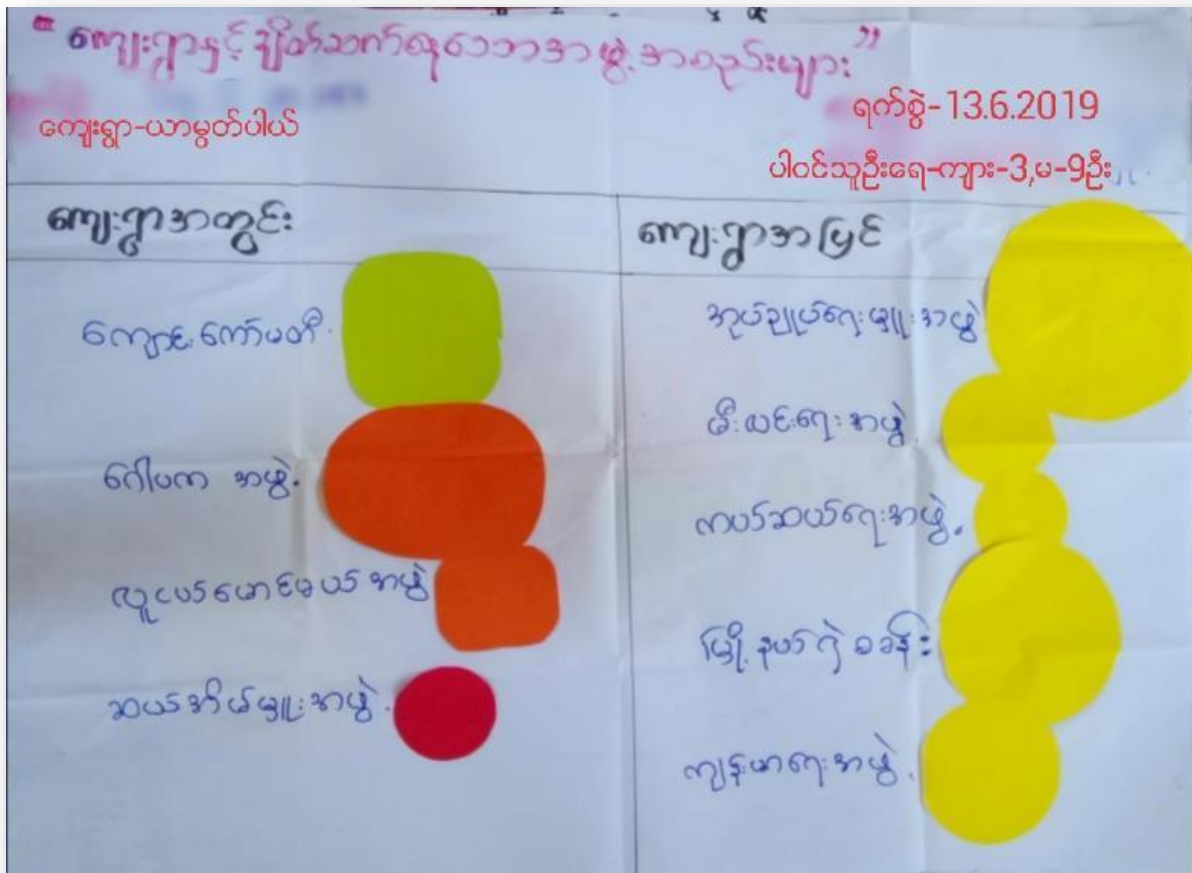 "ကျေးရွာနှင့်ချိတ်ဆက်ရသောအဖွဲ့အစည်းများ"
ရက်စွဲ-13.6.2019
ကျေးရွာ-ယာမွတ်ပါယ်
ပါဝင်သူဦးရေ-ကျား-3,မ-9ဦး
ကျေးရွာအတွင်း
ကျေးရွာအပြင်
ကျောင်းကော်မတီ
အုပ်ချုပ်ရေးမှူးအဖွဲ့
ဂေါပက အဖွဲ့
မီးလင်းရေးအဖွဲ့
လူငယ်မောင်မယ်အဖွဲ့
ကယ်ဆယ်ရေးအဖွဲ့
မြို့နယ်ရဲစခန်း
ဆယ်အိမ်မှူးအဖွဲ့
ကျန်းမာရေးအဖွဲ့